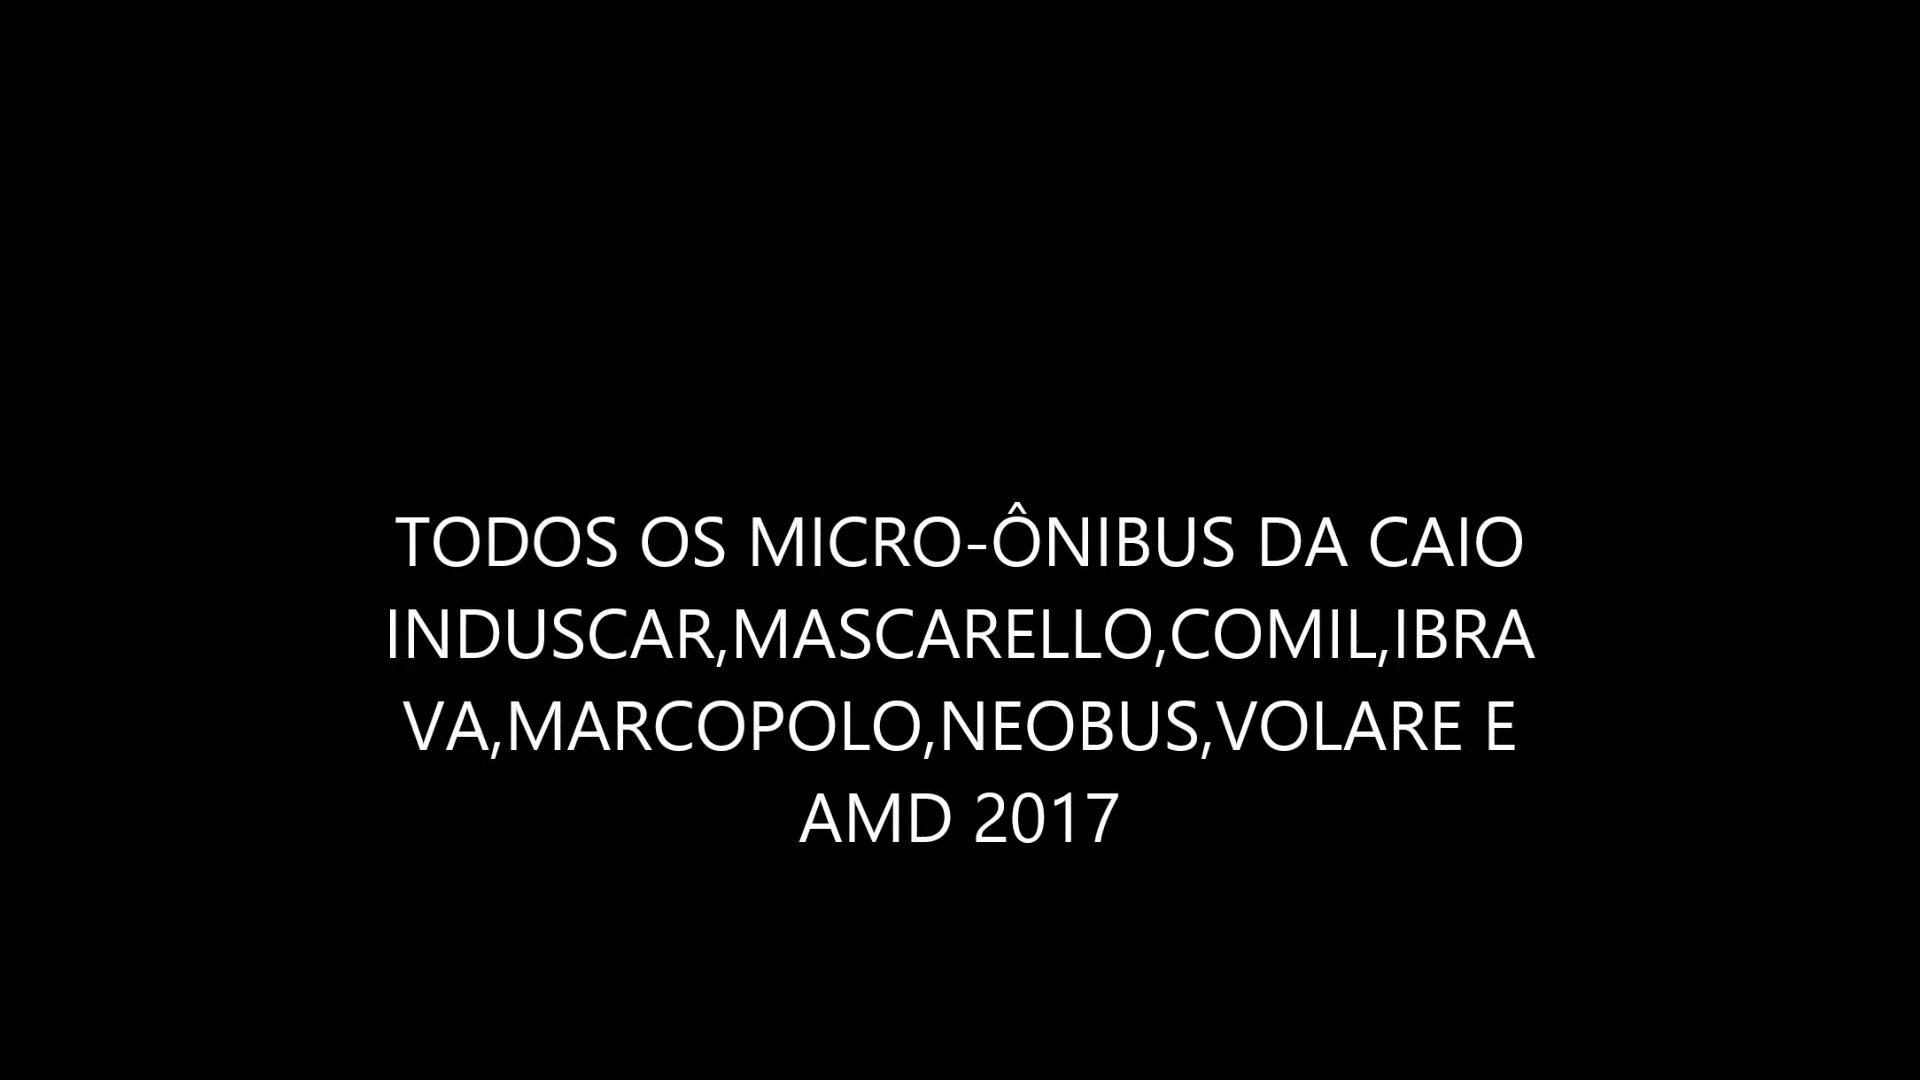 TODOS OS MICRO-ÔNIBUS DA CAIO
INDUSCAR,MASCARELLO,COMIL,IBRA
VA,MARCOPOLO,NEOBUS,VOLARE E
AMD 2017